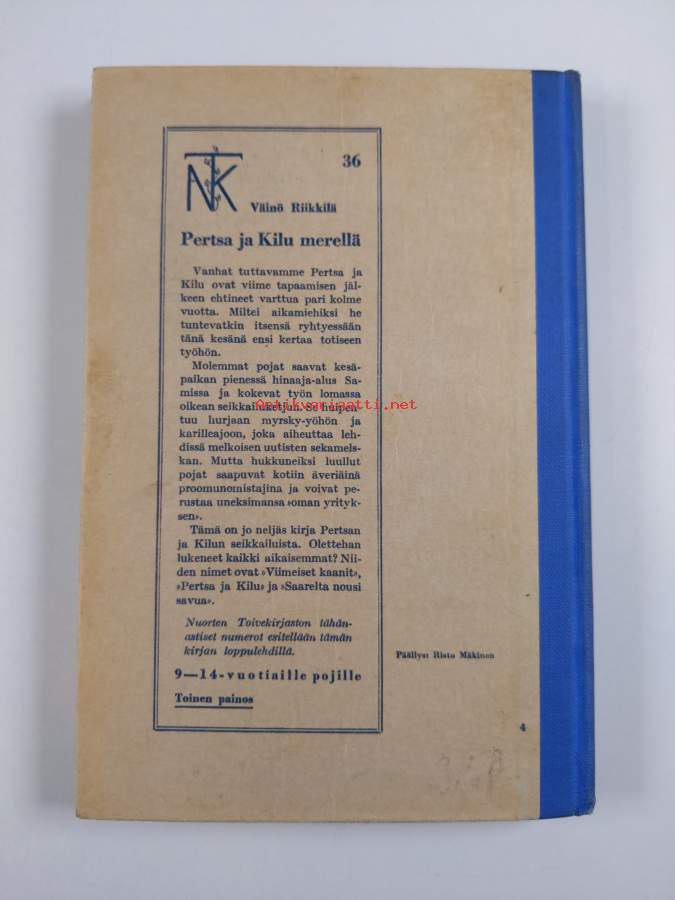 NTK
36
Väinö Riikkilä
Pertsa ja Kilu merellä
Vanhat tuttavamme Pertsa ja
Kilu ovat viime tapaamisen jäl-
keen ehtineet varttua pari kolme
vuotta. Miltei aikamiehiksi he
tuntevatkin itsensä ryhtyessään
tänä kesänä ensi kertaa totiseen
työhön.
Molemmat pojat saavat kesä-
paikan pienessä hinaaja-alus Sa-
missa ja kokevat työn lomassa
oikean seikkailuketjun. Se huipen-
Antikvariaatti.net
tuu hurjaan myrsky-yöhön ja
karilleajoon, joka aiheuttaa leh-
dissä melkoisen uutisten sekamels-
kan. Mutta hukkuneiksi luullut
pojat saapuvat kotiin äveriäinä
proomunomistajina ja voivat pe-
rustaa uneksimansa »oman yrityk-
sen».
Tämä on jo neljäs kirja Pertsan
ja Kilun seikkailuista. Olettehan
lukeneet kaikki aikaisemmat? Nii-
den nimet ovat »Viimeiset kaanit»,
»Pertsa ja Kilu» ja »Saarelta nousi
savua».
Nuorten Toivekirjaston tähän-
astiset numerot esitellään tämän
kirjan loppulehdillä.
9—14-vuotiaille pojille
Toinen painos
Päällys: Risto Mäkinen
4